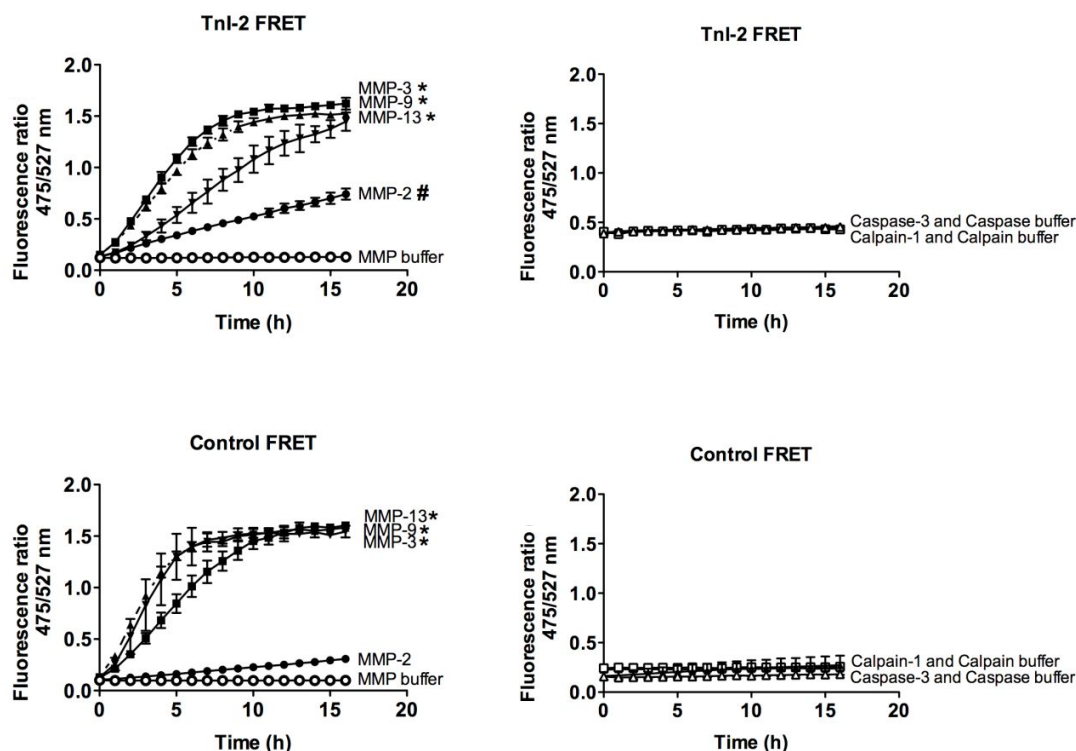 TnI-2 FRET
Fluorescence ratio
475/527 nm
2.0
1.5
1.0
0.5
0.0
0
5
10
15
20
Time (h)
MMP-3 *
MMP-9 *
MMP-13 *
MMP-2 #
MMP buffer
TnI-2 FRET
Fluorescence ratio
475/527 nm
2.0
1.5
1.0
0.5
0.0
0
5
10
15
20
Time (h)
Caspase-3 and Caspase buffer
Calpain-1 and Calpain buffer
Control FRET
Fluorescence ratio
475/527 nm
2.0
1.5
1.0
0.5
0.0
0
5
10
15
20
Time (h)
MMP-13*
MMP-9 *
MMP-3 *
MMP-2
MMP buffer
Control FRET
Fluorescence ratio
475/527 nm
2.0
1.5
1.0
0.5
0.0
0
5
10
15
20
Time (h)
Calpain-1 and Calpain buffer
Caspase-3 and Caspase buffer